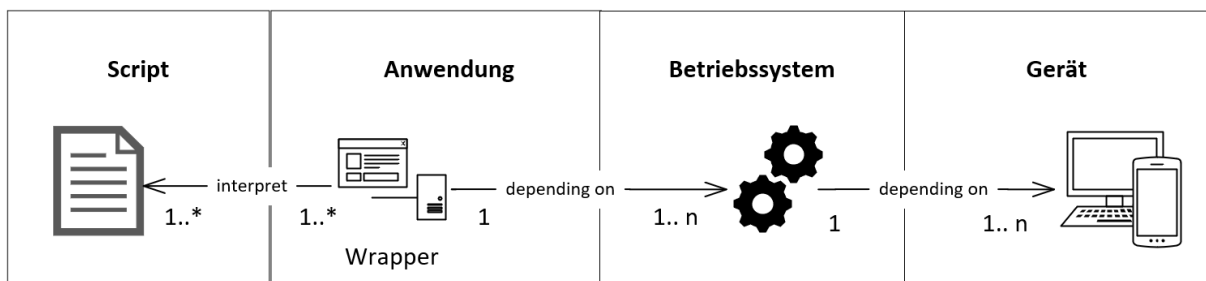 Script
Anwendung
Betriebssystem
Gerät
interpret
depending on
depending on
1..*
1..*
1
1.. n
1
1.. n
Wrapper